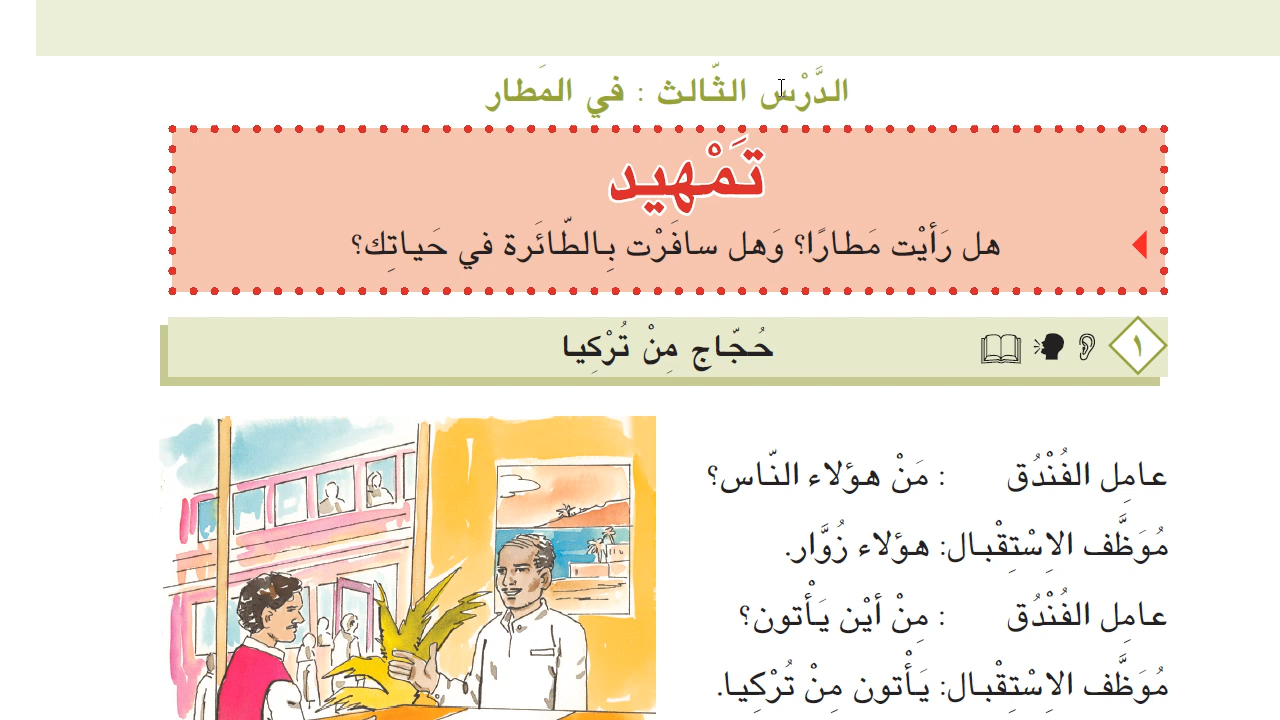 الدَّرْس الثّالث : في المَطار
تَمْهيد
هل رَأيْت مَطارًا؟ وَهل سافَرْت بِالطّائَرة في حَياتِك؟
١
حُجّاج مِنْ تُرْكِيا
عامِل الفُنْدُق : مَنْ هؤلاء النّاس؟
مُوَظَّف الاِسْتِقْبال: هؤلاء زُوَّار.
عامِل الفُنْدُق : مِنْ أيْن يَأْتون؟
مُوَظَّف الاِسْتِقْبال: يَأْتون مِنْ تُرْكِيا.